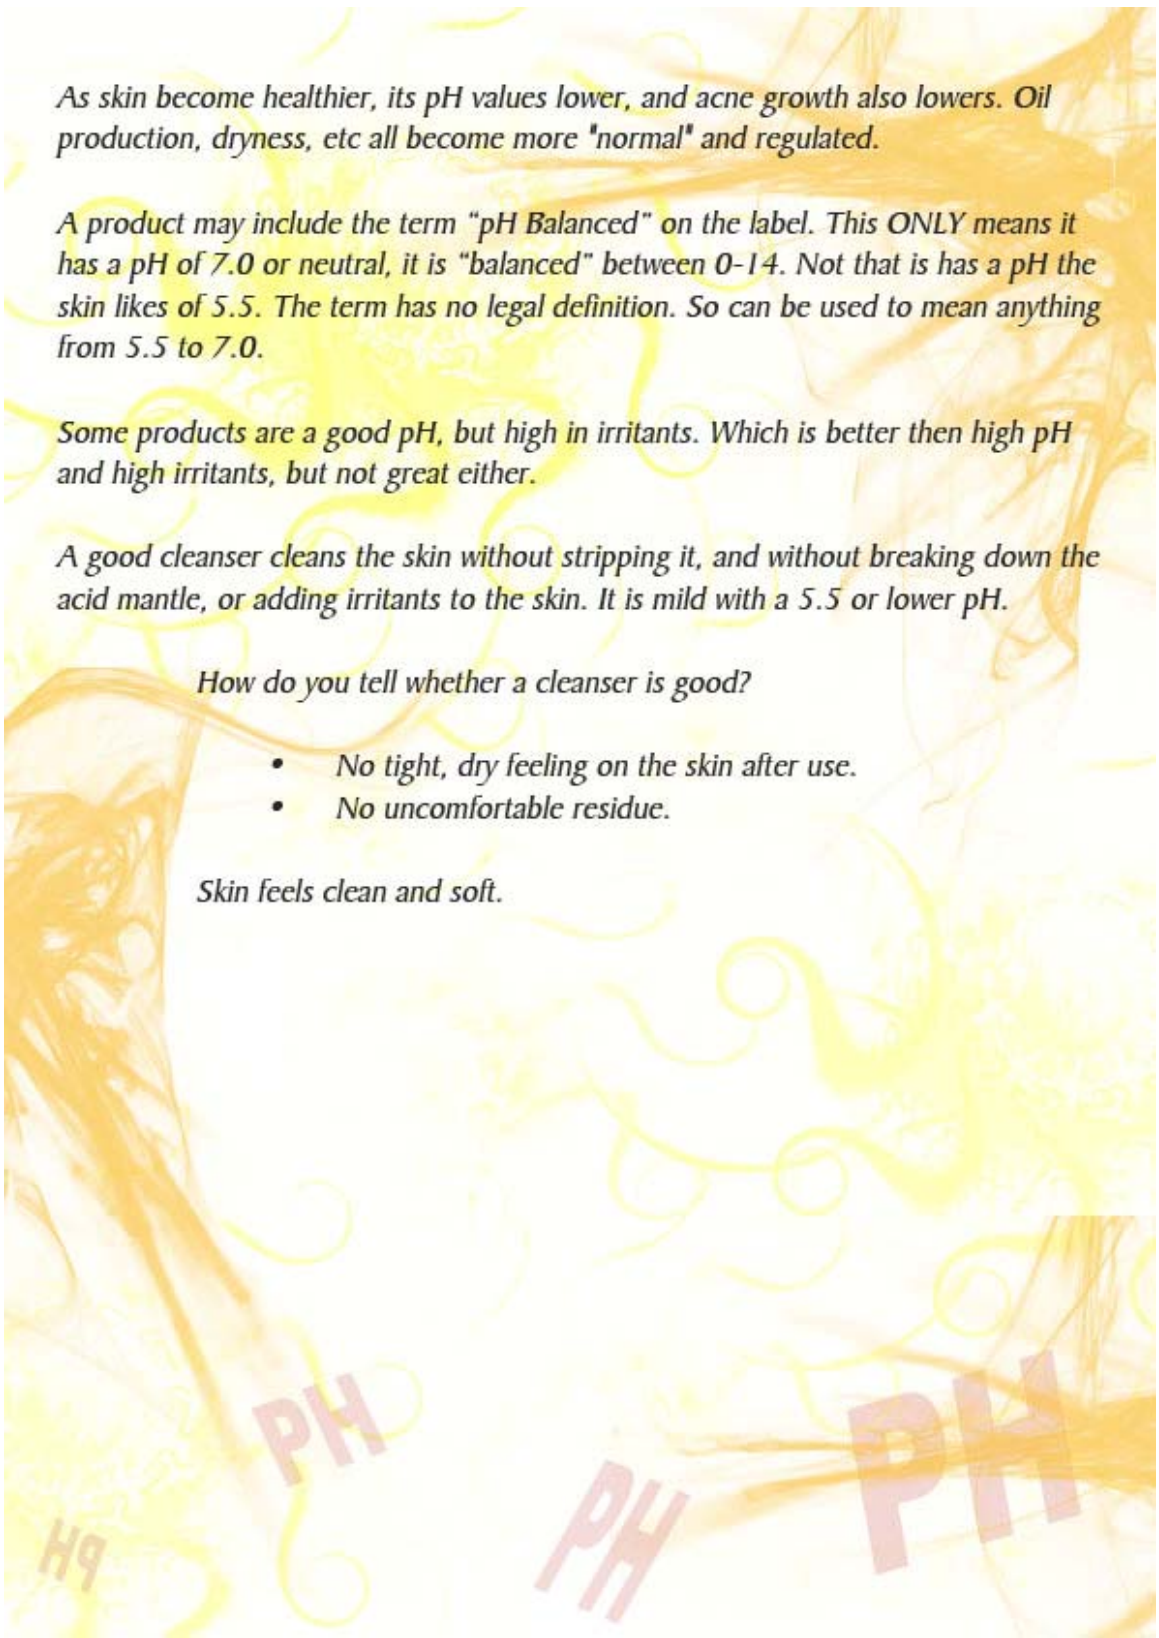 As skin become healthier, its pH values lower, and acne growth also lowers. Oil
production, dryness, etc all become more "normal" and regulated.
A product may include the term “pH Balanced” on the label. This ONLY means it
has a pH of 7.0 or neutral, it is “balanced” between 0-14. Not that is has a pH the
skin likes of 5.5. The term has no legal definition. So can be used to mean anything
from 5.5 to 7.0.
Some products are a good pH, but high in irritants. Which is better then high pH
and high irritants, but not great either.
A good cleanser cleans the skin without stripping it, and without breaking down the
acid mantle, or adding irritants to the skin. It is mild with a 5.5 or lower pH.
How do you tell whether a cleanser is good?
• No tight, dry feeling on the skin after use.
• No uncomfortable residue.
Skin feels clean and soft.
PH
PH
PH
PH